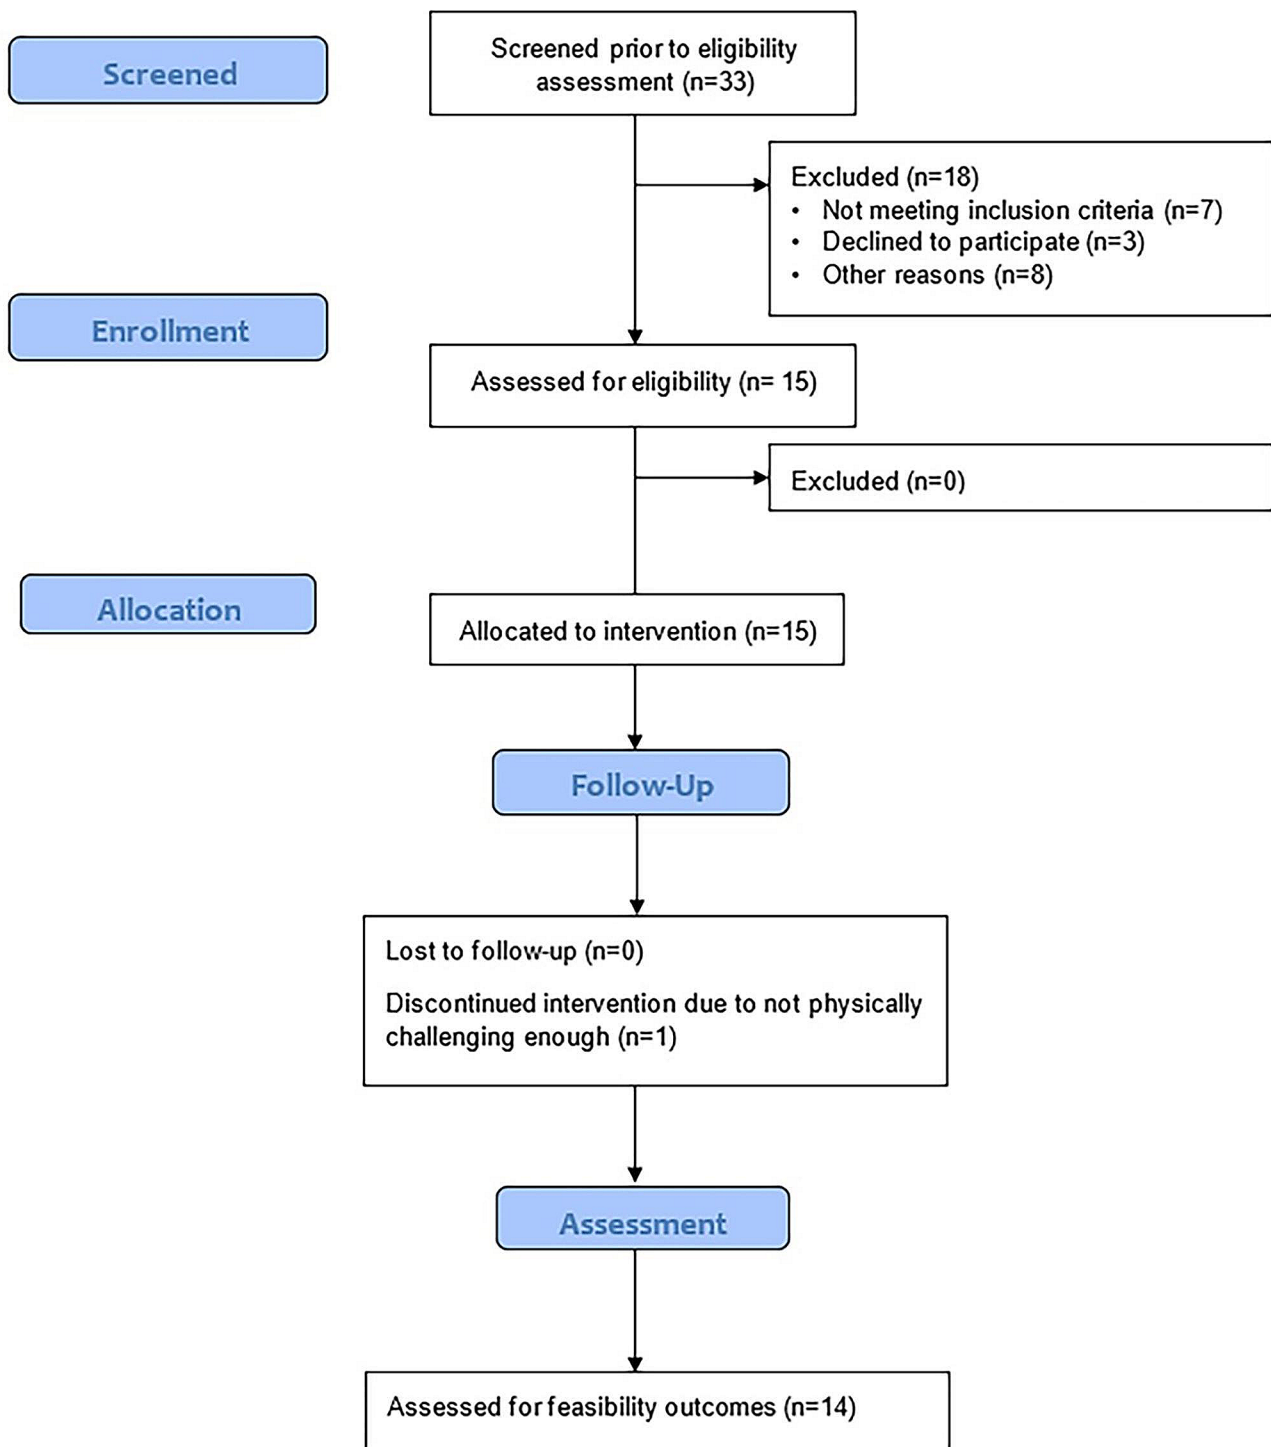 Screened
Screened prior to eligibility
assessment (n=33)
Excluded (n=18)
• Not meeting inclusion criteria (n=7)
• Declined to participate (n=3)
• Other reasons (n=8)
Enrollment
Assessed for eligibility (n= 15)
Excluded (n=0)
Allocation
Allocated to intervention (n=15)
Follow-Up
Lost to follow-up (n=0)
Discontinued intervention due to not physically
challenging enough (n=1)
Assessment
Assessed for feasibility outcomes (n=14)